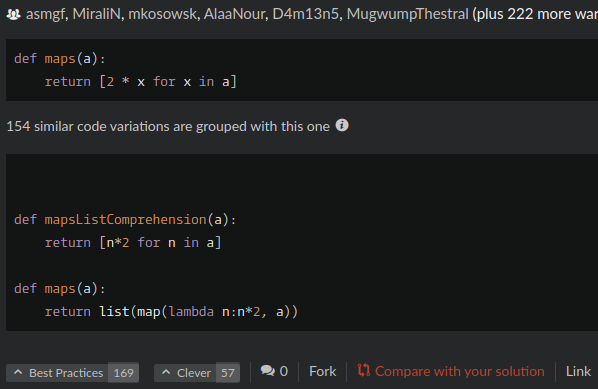 asmgf, MiraliN, mkosowsk, AlaaNour, D4m13n5, MugwumpThestral (plus 222 more war
def maps(a):
    return [2 * x for x in a]
154 similar code variations are grouped with this one
def mapsListComprehension(a):
    return [n*2 for n in a]
def maps(a):
    return list(map(lambda n:n*2, a))
Best Practices 169 Clever 57 0 Fork Compare with your solution Link